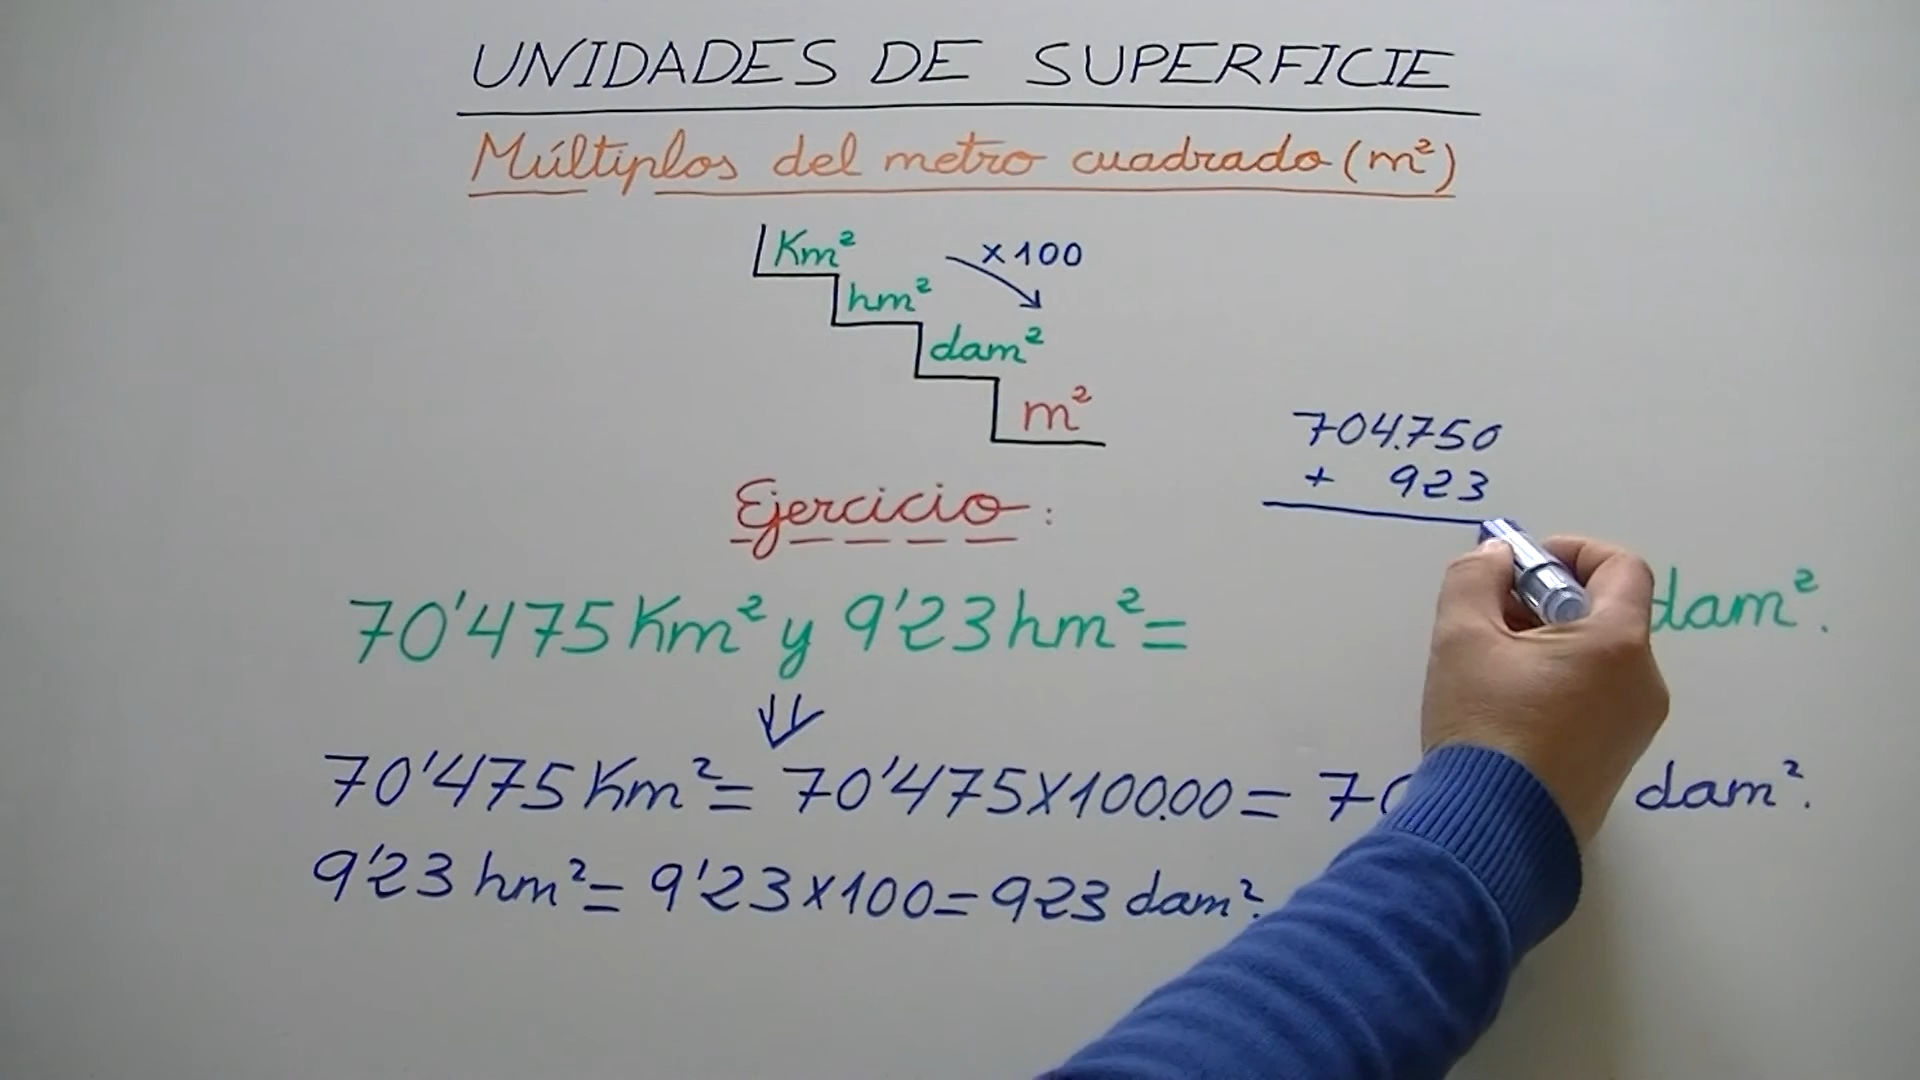 UNIDADES DE SUPERFICIE
Múltiplos del metro cuadrado (m²)
Km²
x100
hm²
dam²
m²
704.750
+ 923
Ejercicio:
70'475 Km² y 9'23 hm² = dam².
70'475 Km² = 70'475 x 100.00 = 70 dam².
9'23 hm² = 9'23 x 100 = 923 dam².